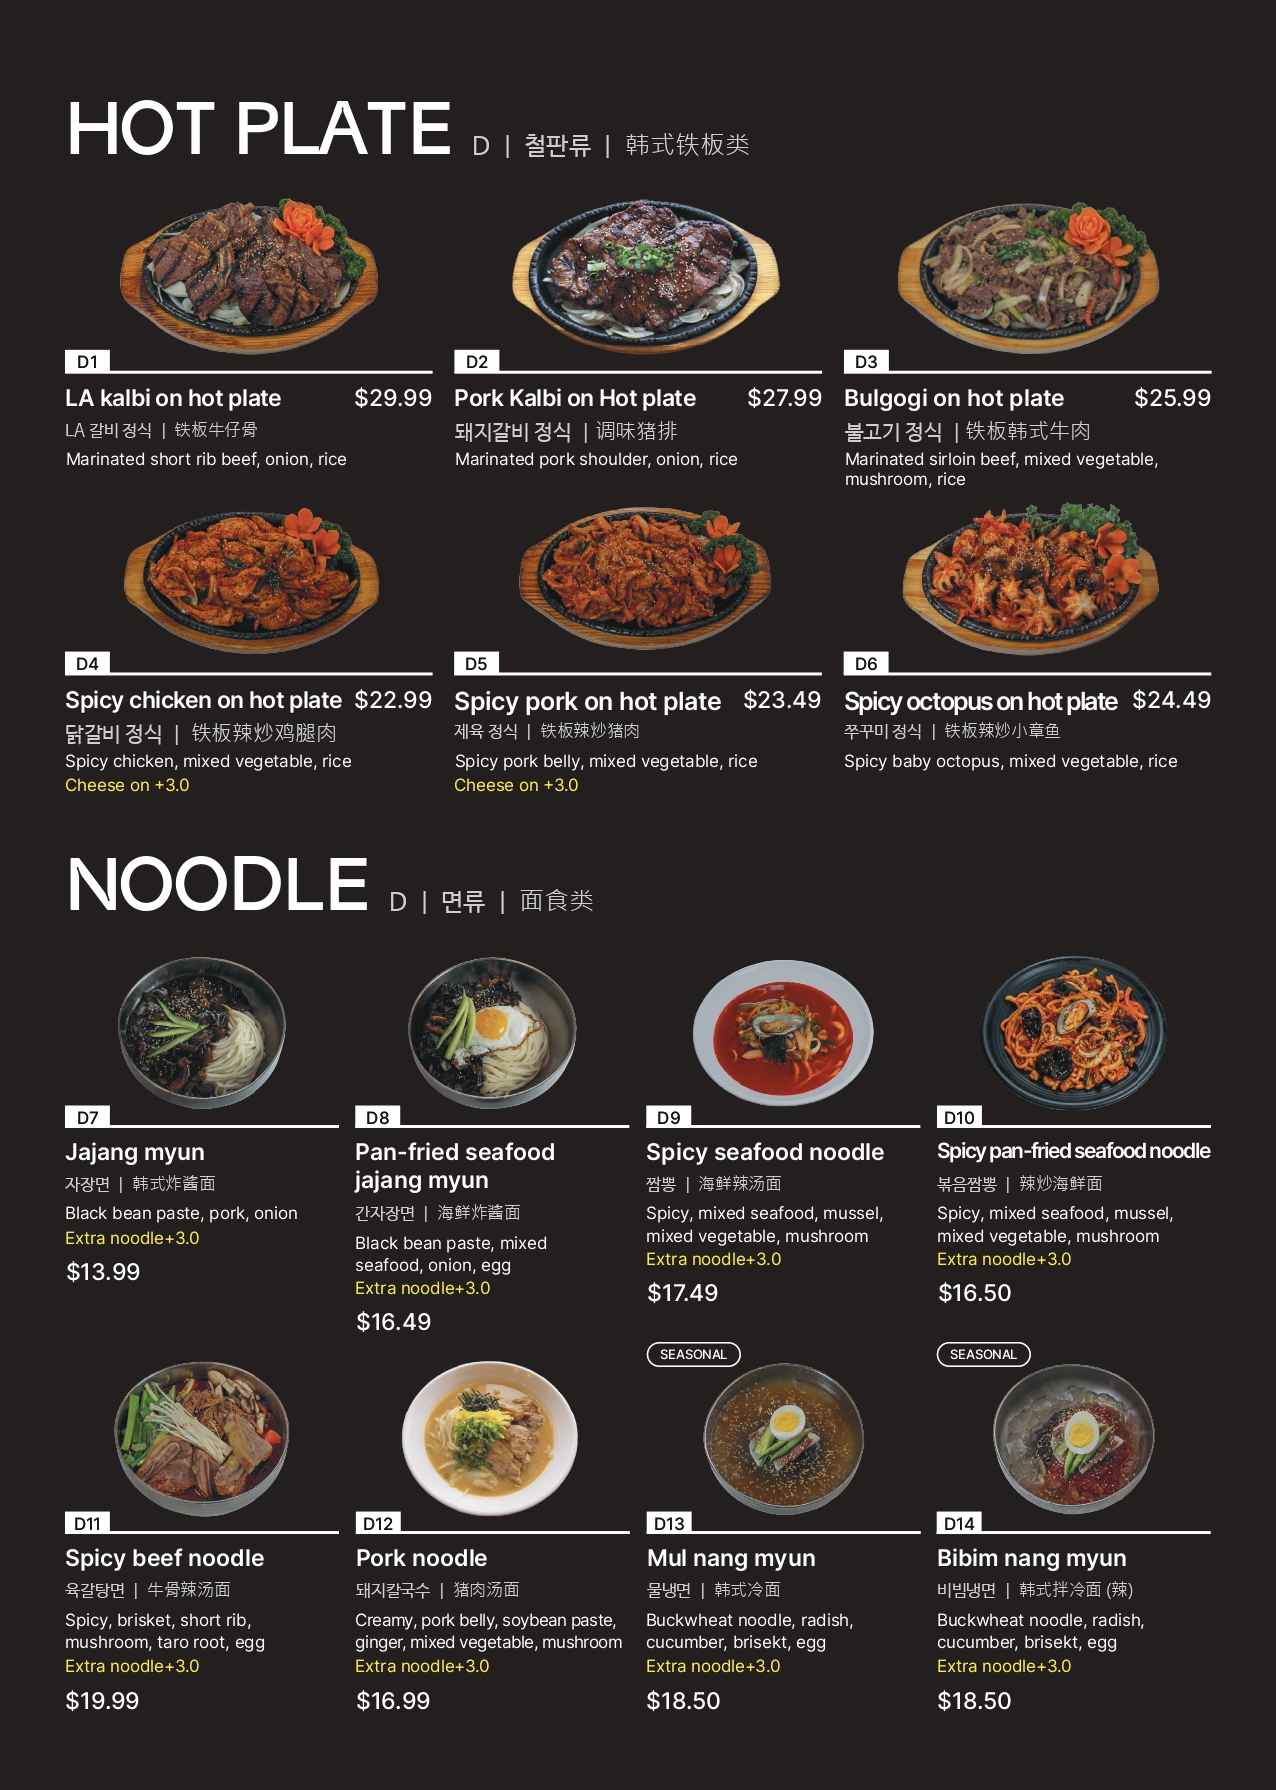 HOT PLATE D | 철판류 | 韩式铁板类
D1
LA kalbi on hot plate $29.99
LA 갈비 정식 | 铁板牛仔骨
Marinated short rib beef, onion, rice
D2
Pork Kalbi on Hot plate $27.99
돼지갈비 정식 | 调味猪排
Marinated pork shoulder, onion, rice
D3
Bulgogi on hot plate $25.99
불고기 정식 | 铁板韩式牛肉
Marinated sirloin beef, mixed vegetable,
mushroom, rice
D4
Spicy chicken on hot plate $22.99
닭갈비 정식 | 铁板辣炒鸡腿肉
Spicy chicken, mixed vegetable, rice
Cheese on +3.0
D5
Spicy pork on hot plate $23.49
제육 정식 | 铁板辣炒猪肉
Spicy pork belly, mixed vegetable, rice
Cheese on +3.0
D6
Spicy octopus on hot plate $24.49
쭈꾸미 정식 | 铁板辣炒小章鱼
Spicy baby octopus, mixed vegetable, rice
NOODLE D | 면류 | 面食类
D7
Jajang myun
자장면 | 韩式炸酱面
Black bean paste, pork, onion
Extra noodle+3.0
$13.99
D8
Pan-fried seafood
jajang myun
간자장면 | 海鲜炸酱面
Black bean paste, mixed
seafood, onion, egg
Extra noodle+3.0
$16.49
D9
Spicy seafood noodle
짬뽕 | 海鲜辣汤面
Spicy, mixed seafood, mussel,
mixed vegetable, mushroom
Extra noodle+3.0
$17.49
D10
Spicy pan-fried seafood noodle
볶음짬뽕 | 辣炒海鲜面
Spicy, mixed seafood, mussel,
mixed vegetable, mushroom
Extra noodle+3.0
$16.50
D11
Spicy beef noodle
육갈탕면 | 牛骨辣汤面
Spicy, brisket, short rib,
mushroom, taro root, egg
Extra noodle+3.0
$19.99
D12
Pork noodle
돼지칼국수 | 猪肉汤面
Creamy, pork belly, soybean paste,
ginger, mixed vegetable, mushroom
Extra noodle+3.0
$16.99
SEASONAL
D13
Mul nang myun
물냉면 | 韩式冷面
Buckwheat noodle, radish,
cucumber, brisekt, egg
Extra noodle+3.0
$18.50
SEASONAL
D14
Bibim nang myun
비빔냉면 | 韩式拌冷面 (辣)
Buckwheat noodle, radish,
cucumber, brisekt, egg
Extra noodle+3.0
$18.50